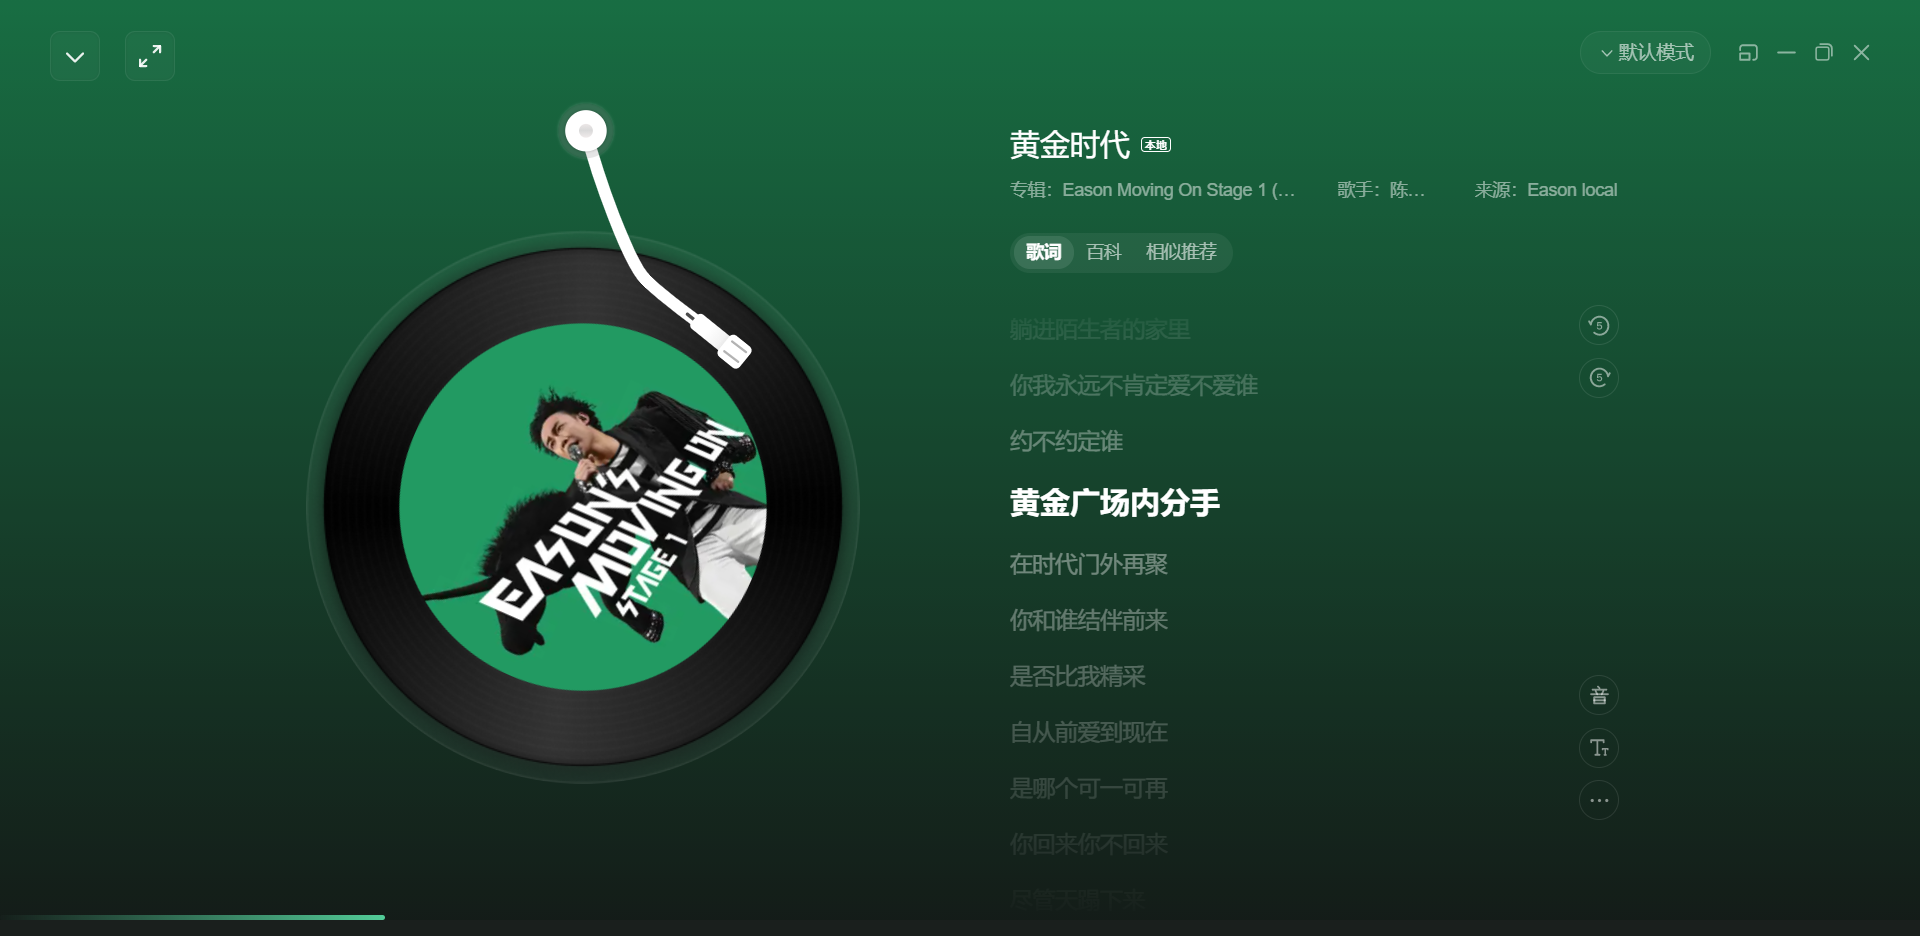 默认模式
黄金时代 本地
专辑：Eason Moving On Stage 1 (... 歌手：陈... 来源：Eason local
歌词 百科 相似推荐
躺进陌生者的家里
你我永远不肯定爱不爱谁
约不约定谁
黄金广场内分手
在时代门外再聚
你和谁结伴前来
是否比我精采
自从前爱到现在
是哪个可一可再
你回来你不回来
尽管天塌下来
5
5
音
TT
EASON'S
MOVING ON
STAGE 1